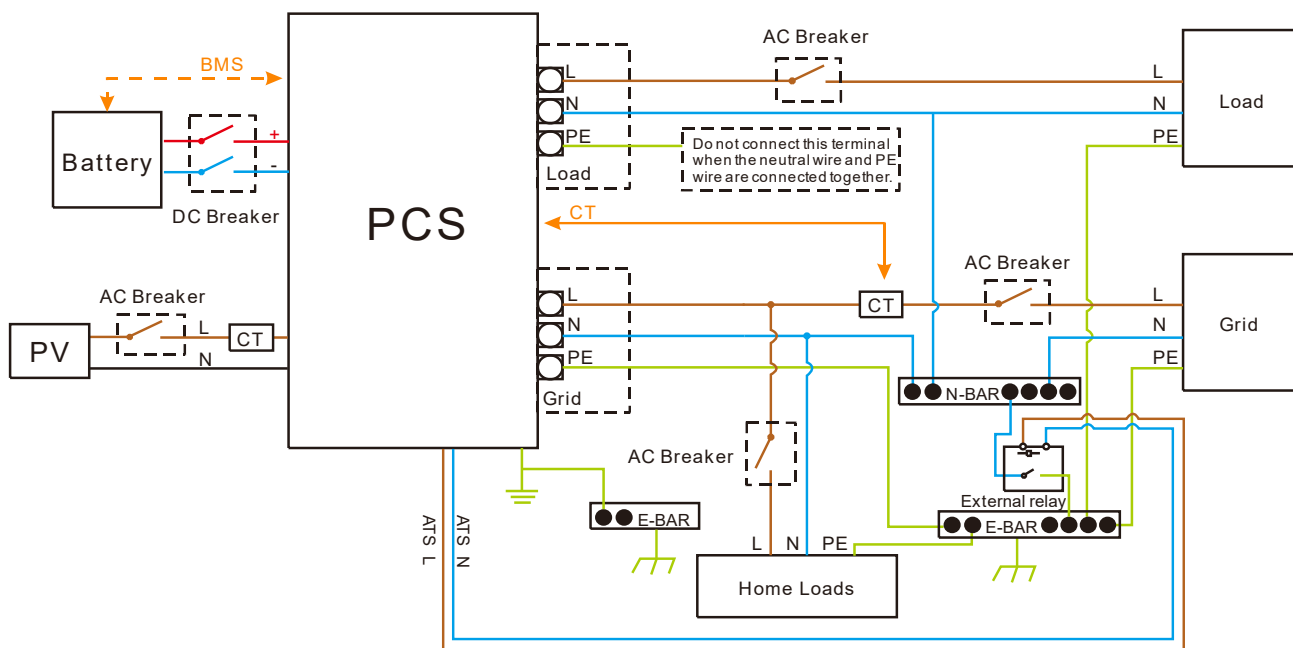 AC Breaker
BMS
L
L
N
N
PE
PE
Load
Load
Do not connect this terminal
when the neutral wire and PE
wire are connected together.
Battery
+
-
DC Breaker
PCS
CT
AC Breaker
AC Breaker
L
CT
L
L
CT
N
N
N
PE
PE
PV
Grid
Grid
N-BAR
AC Breaker
External relay
E-BAR
E-BAR
ATS L
ATS N
L
N
PE
Home Loads